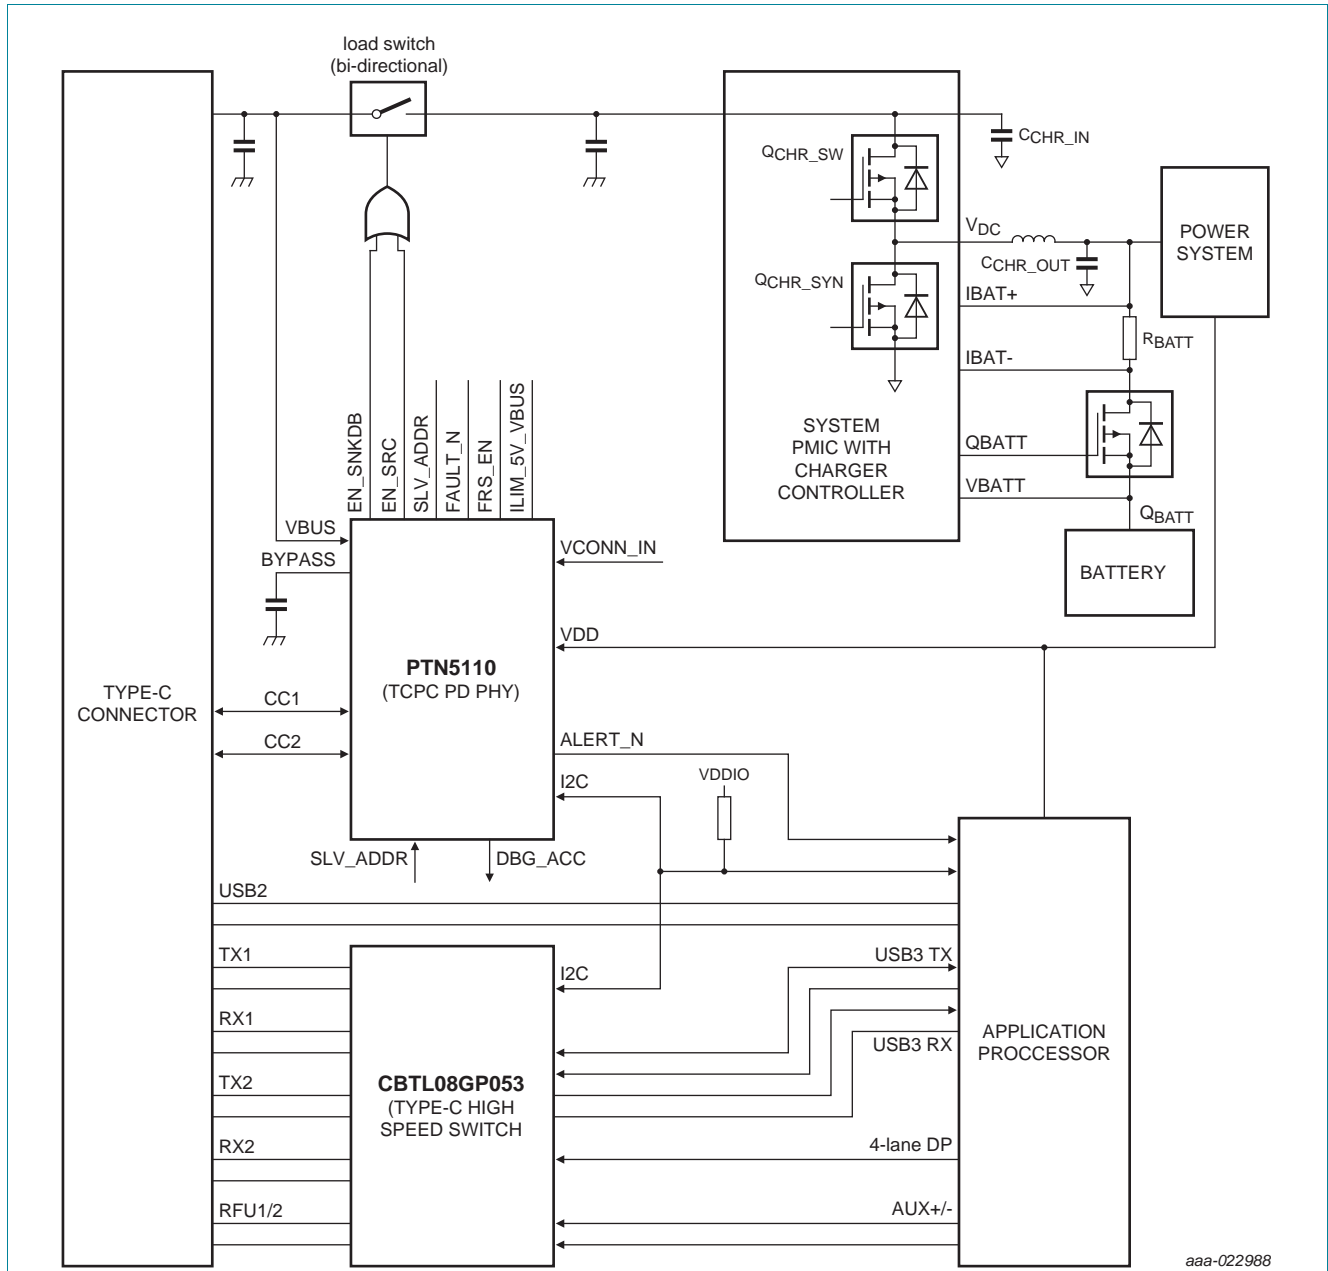 load switch
(bi-directional)
QCHR_SW
CCHR_IN
VDC
CCHR_OUT
POWER
SYSTEM
QCHR_SYN
IBAT+
RBATT
IBAT-
SYSTEM
PMIC WITH
CHARGER
CONTROLLER
QBATT
VBATT
QBATT
BATTERY
EN_SNKDB
EN_SRC
SLV_ADDR
FAULT_N
FRS_EN
ILIM_5V_VBUS
VBUS
BYPASS
VCONN_IN
VDD
PTN5110
(TCPC PD PHY)
TYPE-C
CONNECTOR
CC1
CC2
ALERT_N
I2C
VDDIO
SLV_ADDR
DBG_ACC
USB2
TX1
RX1
TX2
RX2
RFU1/2
I2C
CBTL08GP053
(TYPE-C HIGH
SPEED SWITCH
USB3 TX
USB3 RX
4-lane DP
AUX+/-
APPLICATION
PROCCESSOR
aaa-022988